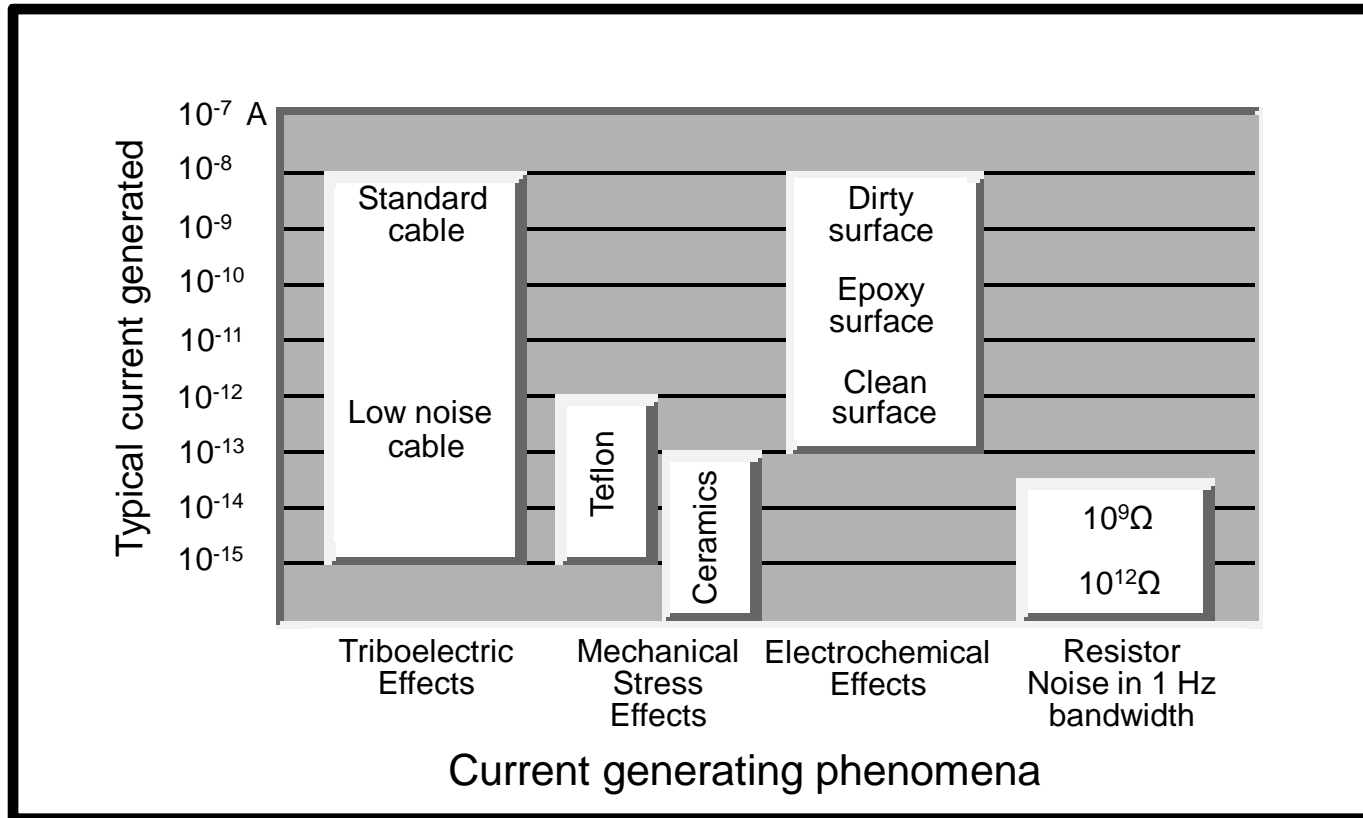 Typical current generated
10⁻⁷ A
10⁻⁸
10⁻⁹
10⁻¹⁰
10⁻¹¹
10⁻¹²
10⁻¹³
10⁻¹⁴
10⁻¹⁵
Standard
cable
Low noise
cable
Teflon
Ceramics
Dirty
surface
Epoxy
surface
Clean
surface
10⁹Ω
10¹²Ω
Triboelectric
Effects
Mechanical
Stress
Effects
Electrochemical
Effects
Resistor
Noise in 1 Hz
bandwidth
Current generating phenomena